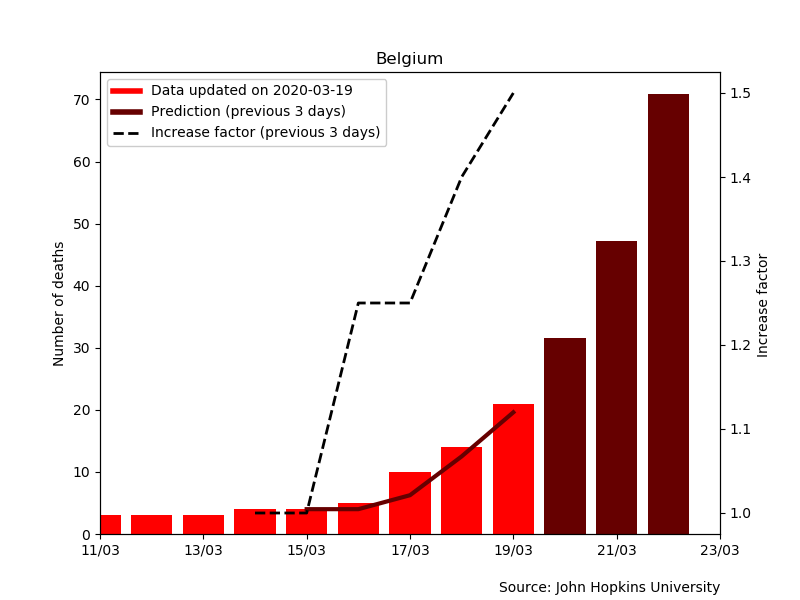 Belgium
Data updated on 2020-03-19
Prediction (previous 3 days)
Increase factor (previous 3 days)
Number of deaths
70
60
50
40
30
20
10
0
1.5
1.4
1.3
1.2
1.1
1.0
Increase factor
11/03 13/03 15/03 17/03 19/03 21/03 23/03
Source: John Hopkins University